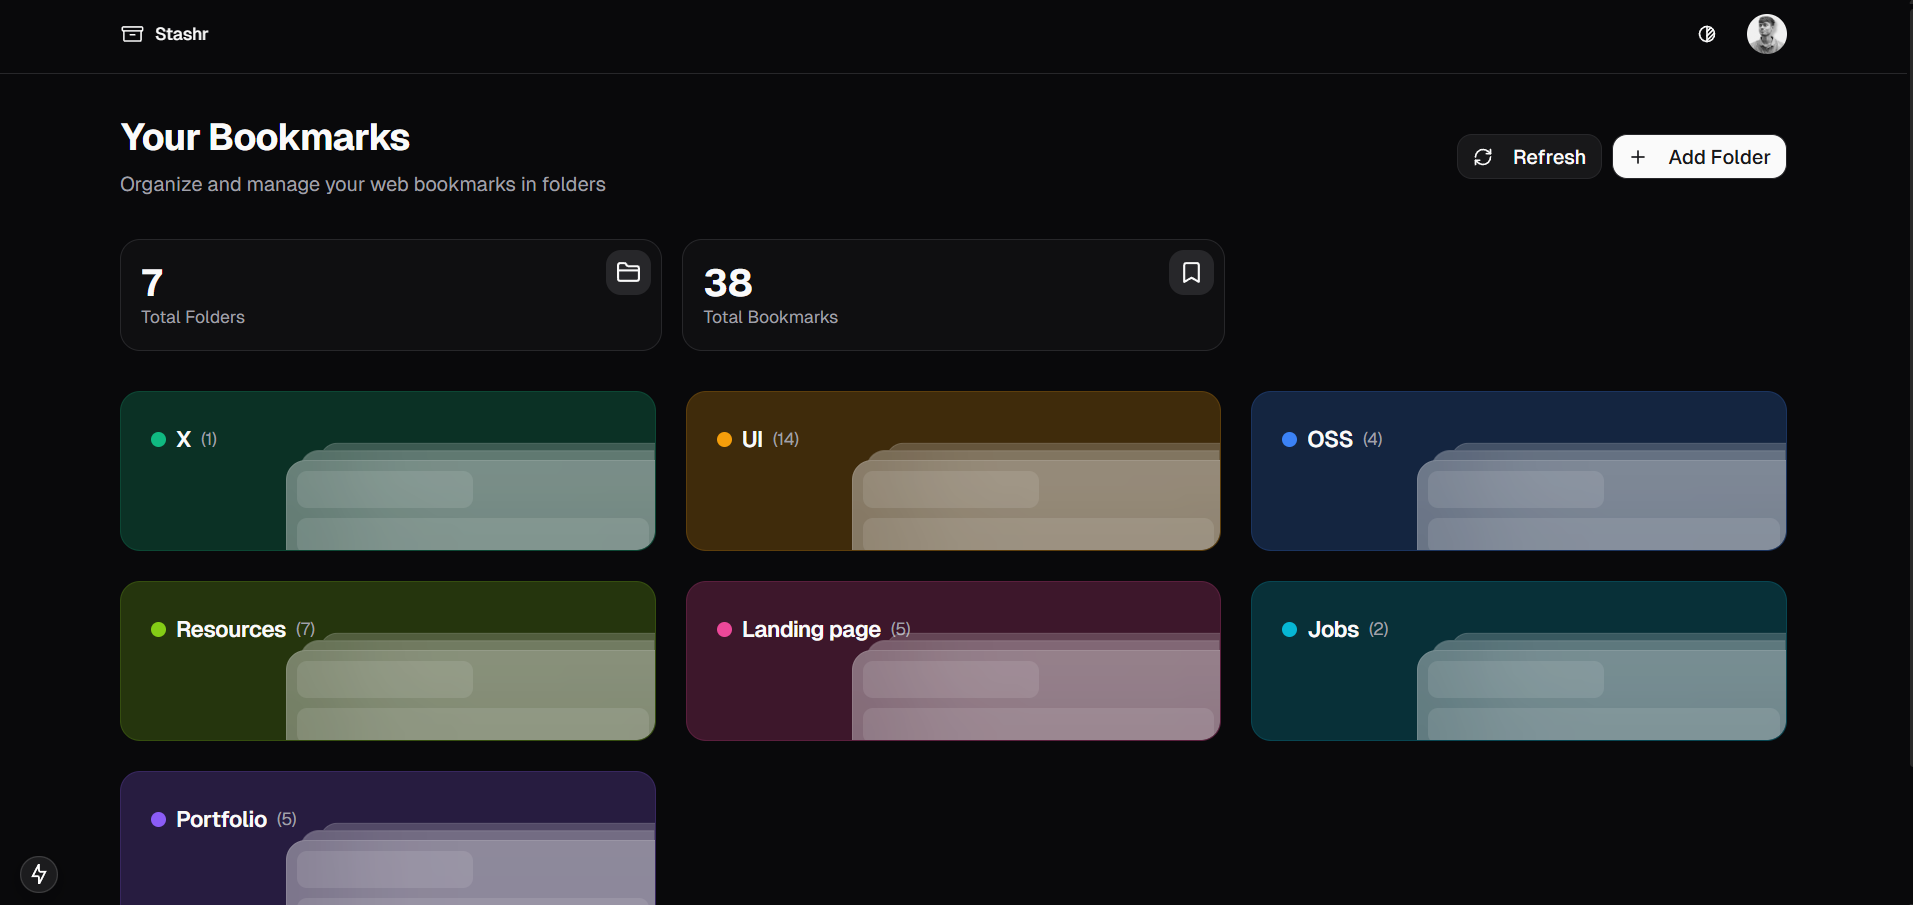 Stashr
Your Bookmarks
Organize and manage your web bookmarks in folders
Refresh
Add Folder
7
Total Folders
38
Total Bookmarks
X (1)
UI (14)
OSS (4)
Resources (7)
Landing page (5)
Jobs (2)
Portfolio (5)